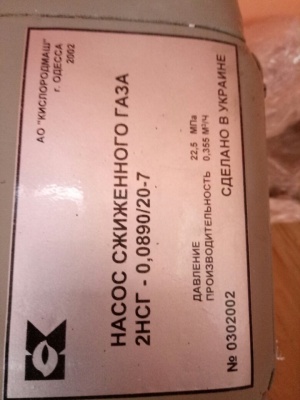 АО "КИСЛОРОДМАШ"
г. ОДЕССА
2002
НАСОС СЖИЖЕННОГО ГАЗА
2НСГ - 0,0890/20-7
ДАВЛЕНИЕ 22,5 МПа
ПРОИЗВОДИТЕЛЬНОСТЬ 0,355 М³/Ч
№ 0302002 СДЕЛАНО В УКРАИНЕ